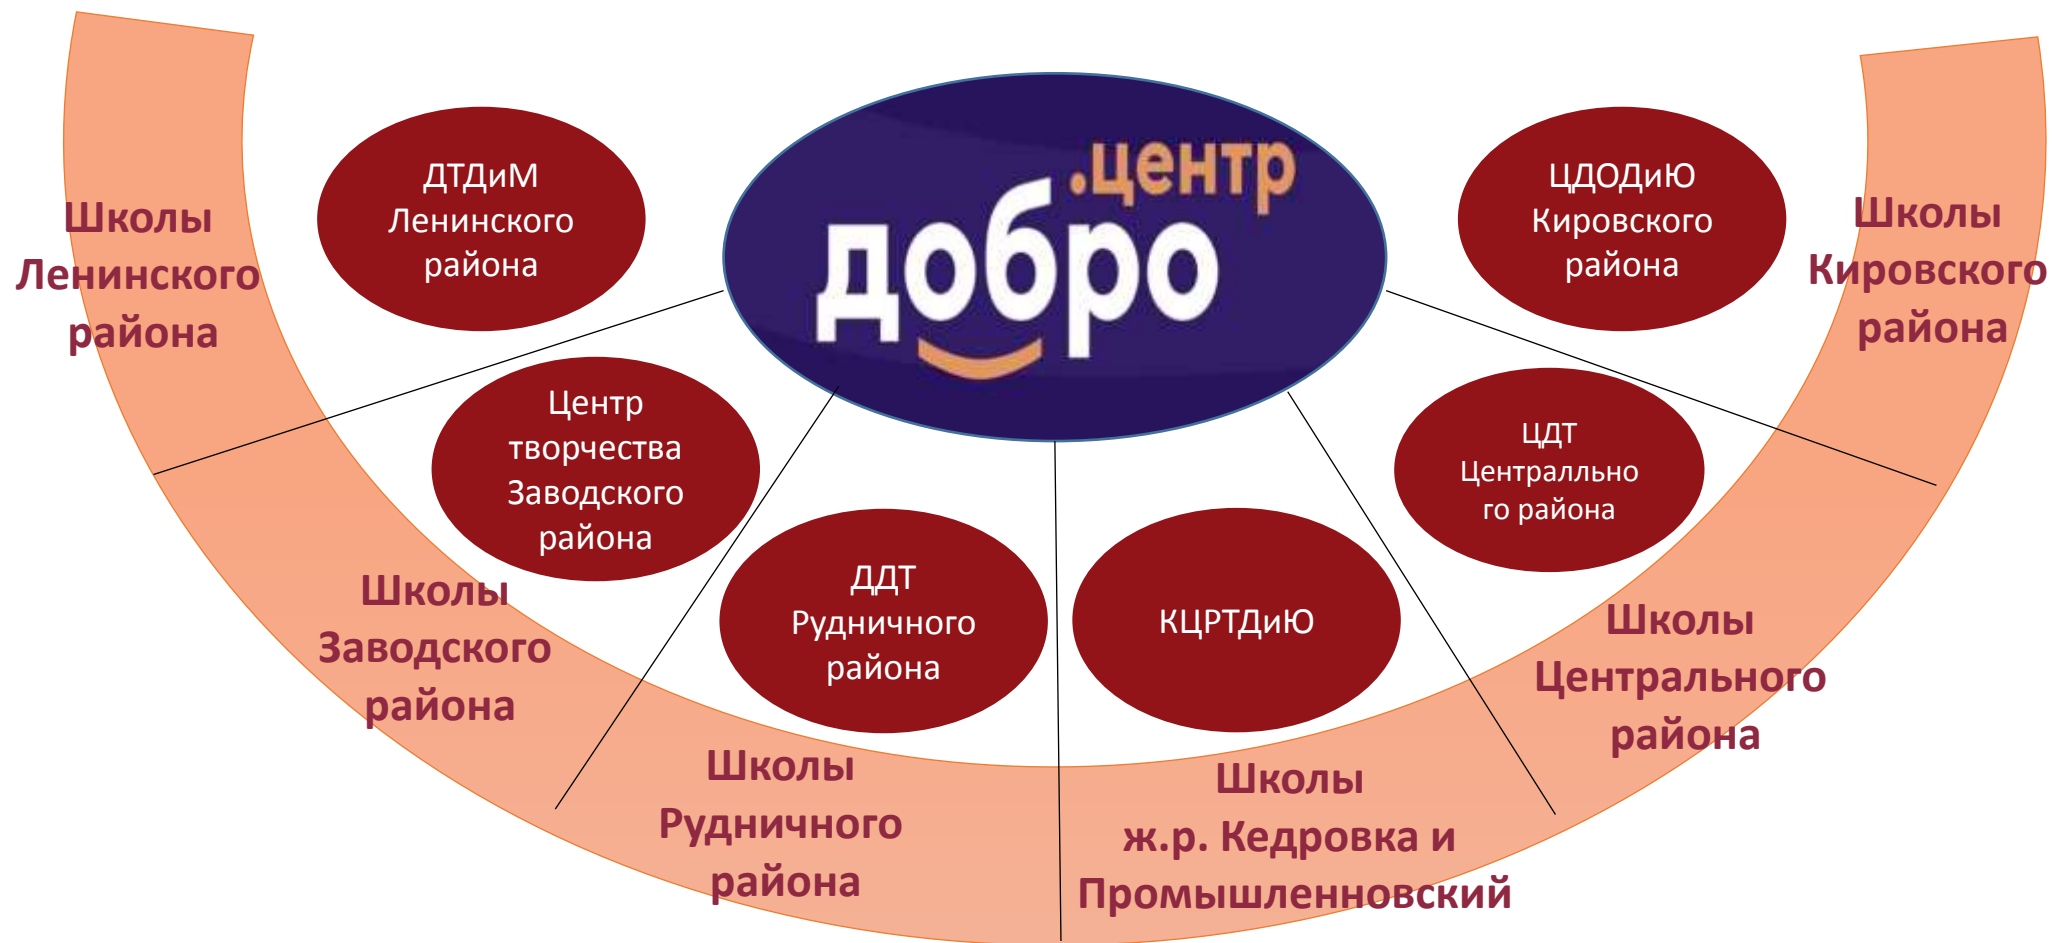 .центр
добро
ДТДиМ
Ленинского
района
ЦДОДиЮ
Кировского
района
Школы
Ленинского
района
Школы
Кировского
района
Центр
творчества
Заводского
района
ЦДТ
Централльно
го района
ДДТ
Рудничного
района
КЦРТДиЮ
Школы
Заводского
района
Школы
Центрального
района
Школы
Рудничного
района
Школы
ж.р. Кедровка и
Промышленновский